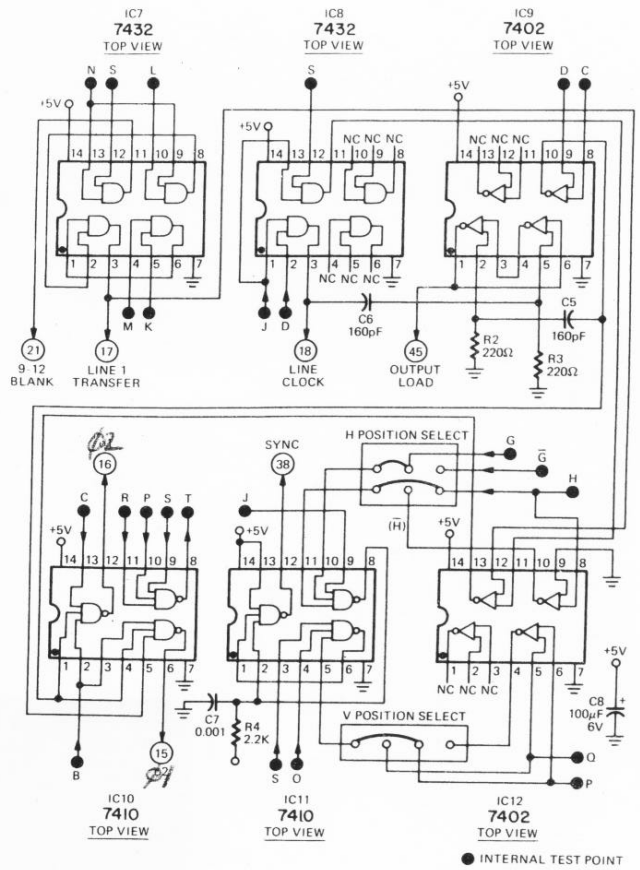 IC7
7432
TOP VIEW
IC8
7432
TOP VIEW
IC9
7402
TOP VIEW
N S L
S
D C
+5V
+5V
+5V
NC NC NC
NC NC NC
14 13 12 11 10 9 8
14 13 12 11 10 9 8
14 13 12 11 10 9 8
1 2 3 4 5 6 7
1 2 3 4 5 6 7
1 2 3 4 5 6 7
NC NC NC
M K
J D
C6
160pF
C5
160pF
R2
220Ω
R3
220Ω
21
9-12
BLANK
17
LINE 1
TRANSFER
18
LINE
CLOCK
45
OUTPUT
LOAD
Ø2
16
SYNC
38
H POSITION SELECT
G
G̅
H
(H̅)
C R P S T
J
+5V
+5V
+5V
14 13 12 11 10 9 8
14 13 12 11 10 9 8
14 13 12 11 10 9 8
1 2 3 4 5 6 7
1 2 3 4 5 6 7
1 2 3 4 5 6 7
NC NC NC
+5V
C8
100µF
6V
+
C7
0.001
R4
2.2K
V POSITION SELECT
B
15
S O
Q
P
IC10
7410
TOP VIEW
IC11
7410
TOP VIEW
IC12
7402
TOP VIEW
INTERNAL TEST POINT